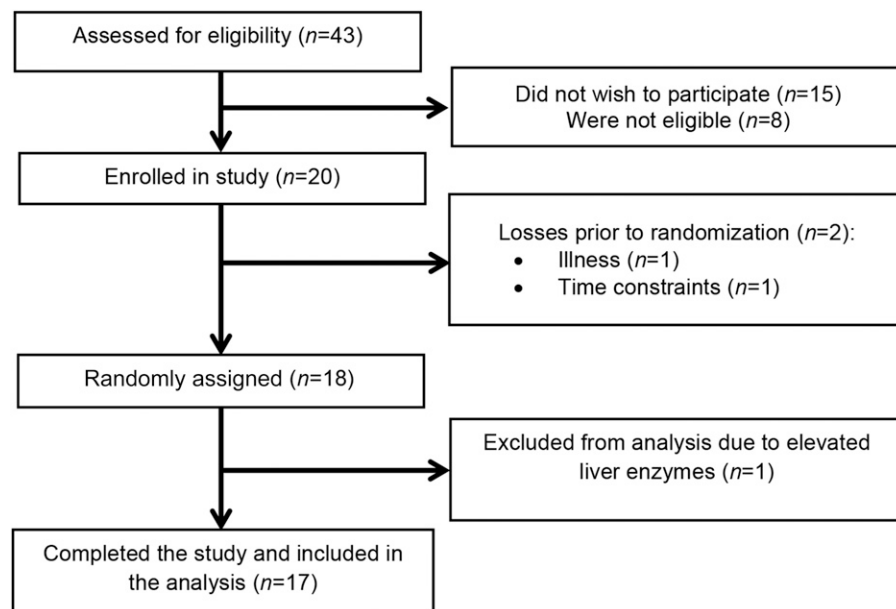 Assessed for eligibility (n=43)
Did not wish to participate (n=15)
Were not eligible (n=8)
Enrolled in study (n=20)
Losses prior to randomization (n=2):
• Illness (n=1)
• Time constraints (n=1)
Randomly assigned (n=18)
Excluded from analysis due to elevated
liver enzymes (n=1)
Completed the study and included in
the analysis (n=17)